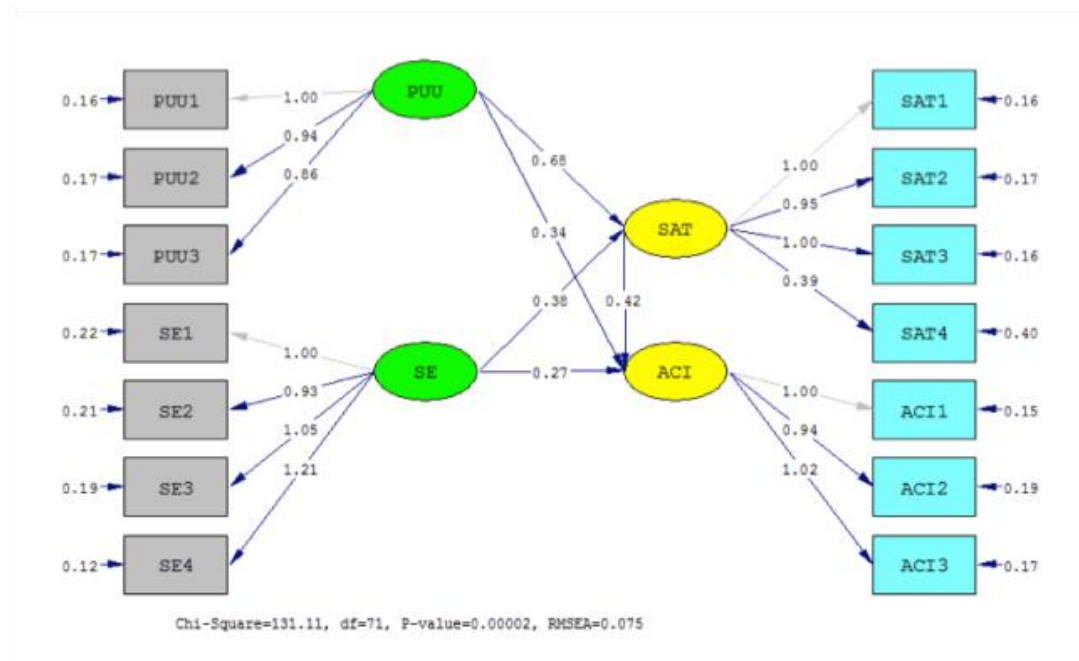 0.16 PUU1 1.00 PUU 1.00 SAT1 0.16
0.94
0.17 PUU2 0.86 0.68 0.95 SAT2 0.17
0.17 PUU3 0.34 SAT 1.00 SAT3 0.16
0.39
0.22 SE1 1.00 0.38 0.42 SAT4 0.40
SE 0.27 ACI 1.00
0.21 SE2 0.93 ACI1 0.15
1.05 0.94
0.19 SE3 1.21 1.02 ACI2 0.19
0.12 SE4 ACI3 0.17
Chi-Square=131.11, df=71, P-value=0.00002, RMSEA=0.075